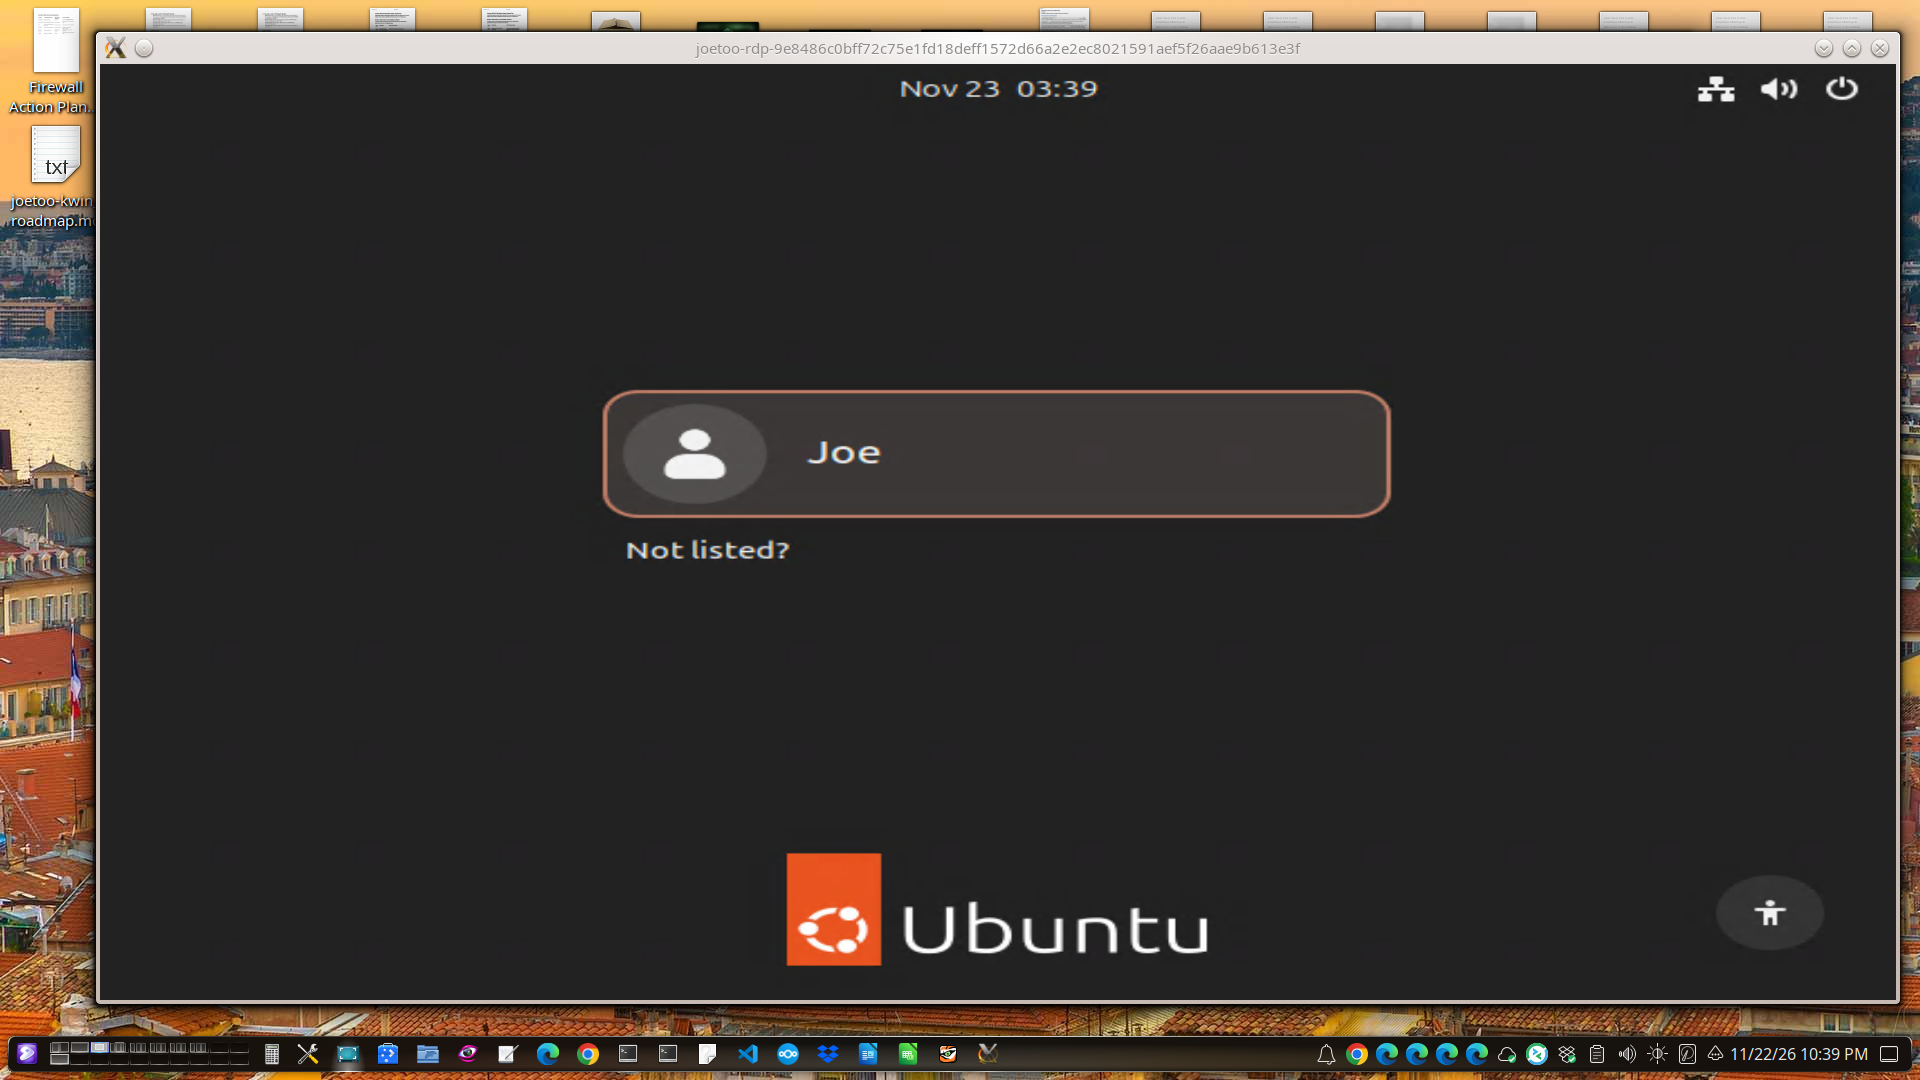 joetoo-rdp-9e8486c0bff72c75e1fd18deff1572d66a2e2ec8021591aef5f26aae9b613e3f
Firewall
Action Plan...
txt
joetoo-kwin
roadmap.m
Nov 23 03:39
Joe
Not listed?
Ubuntu
11/22/26 10:39 PM